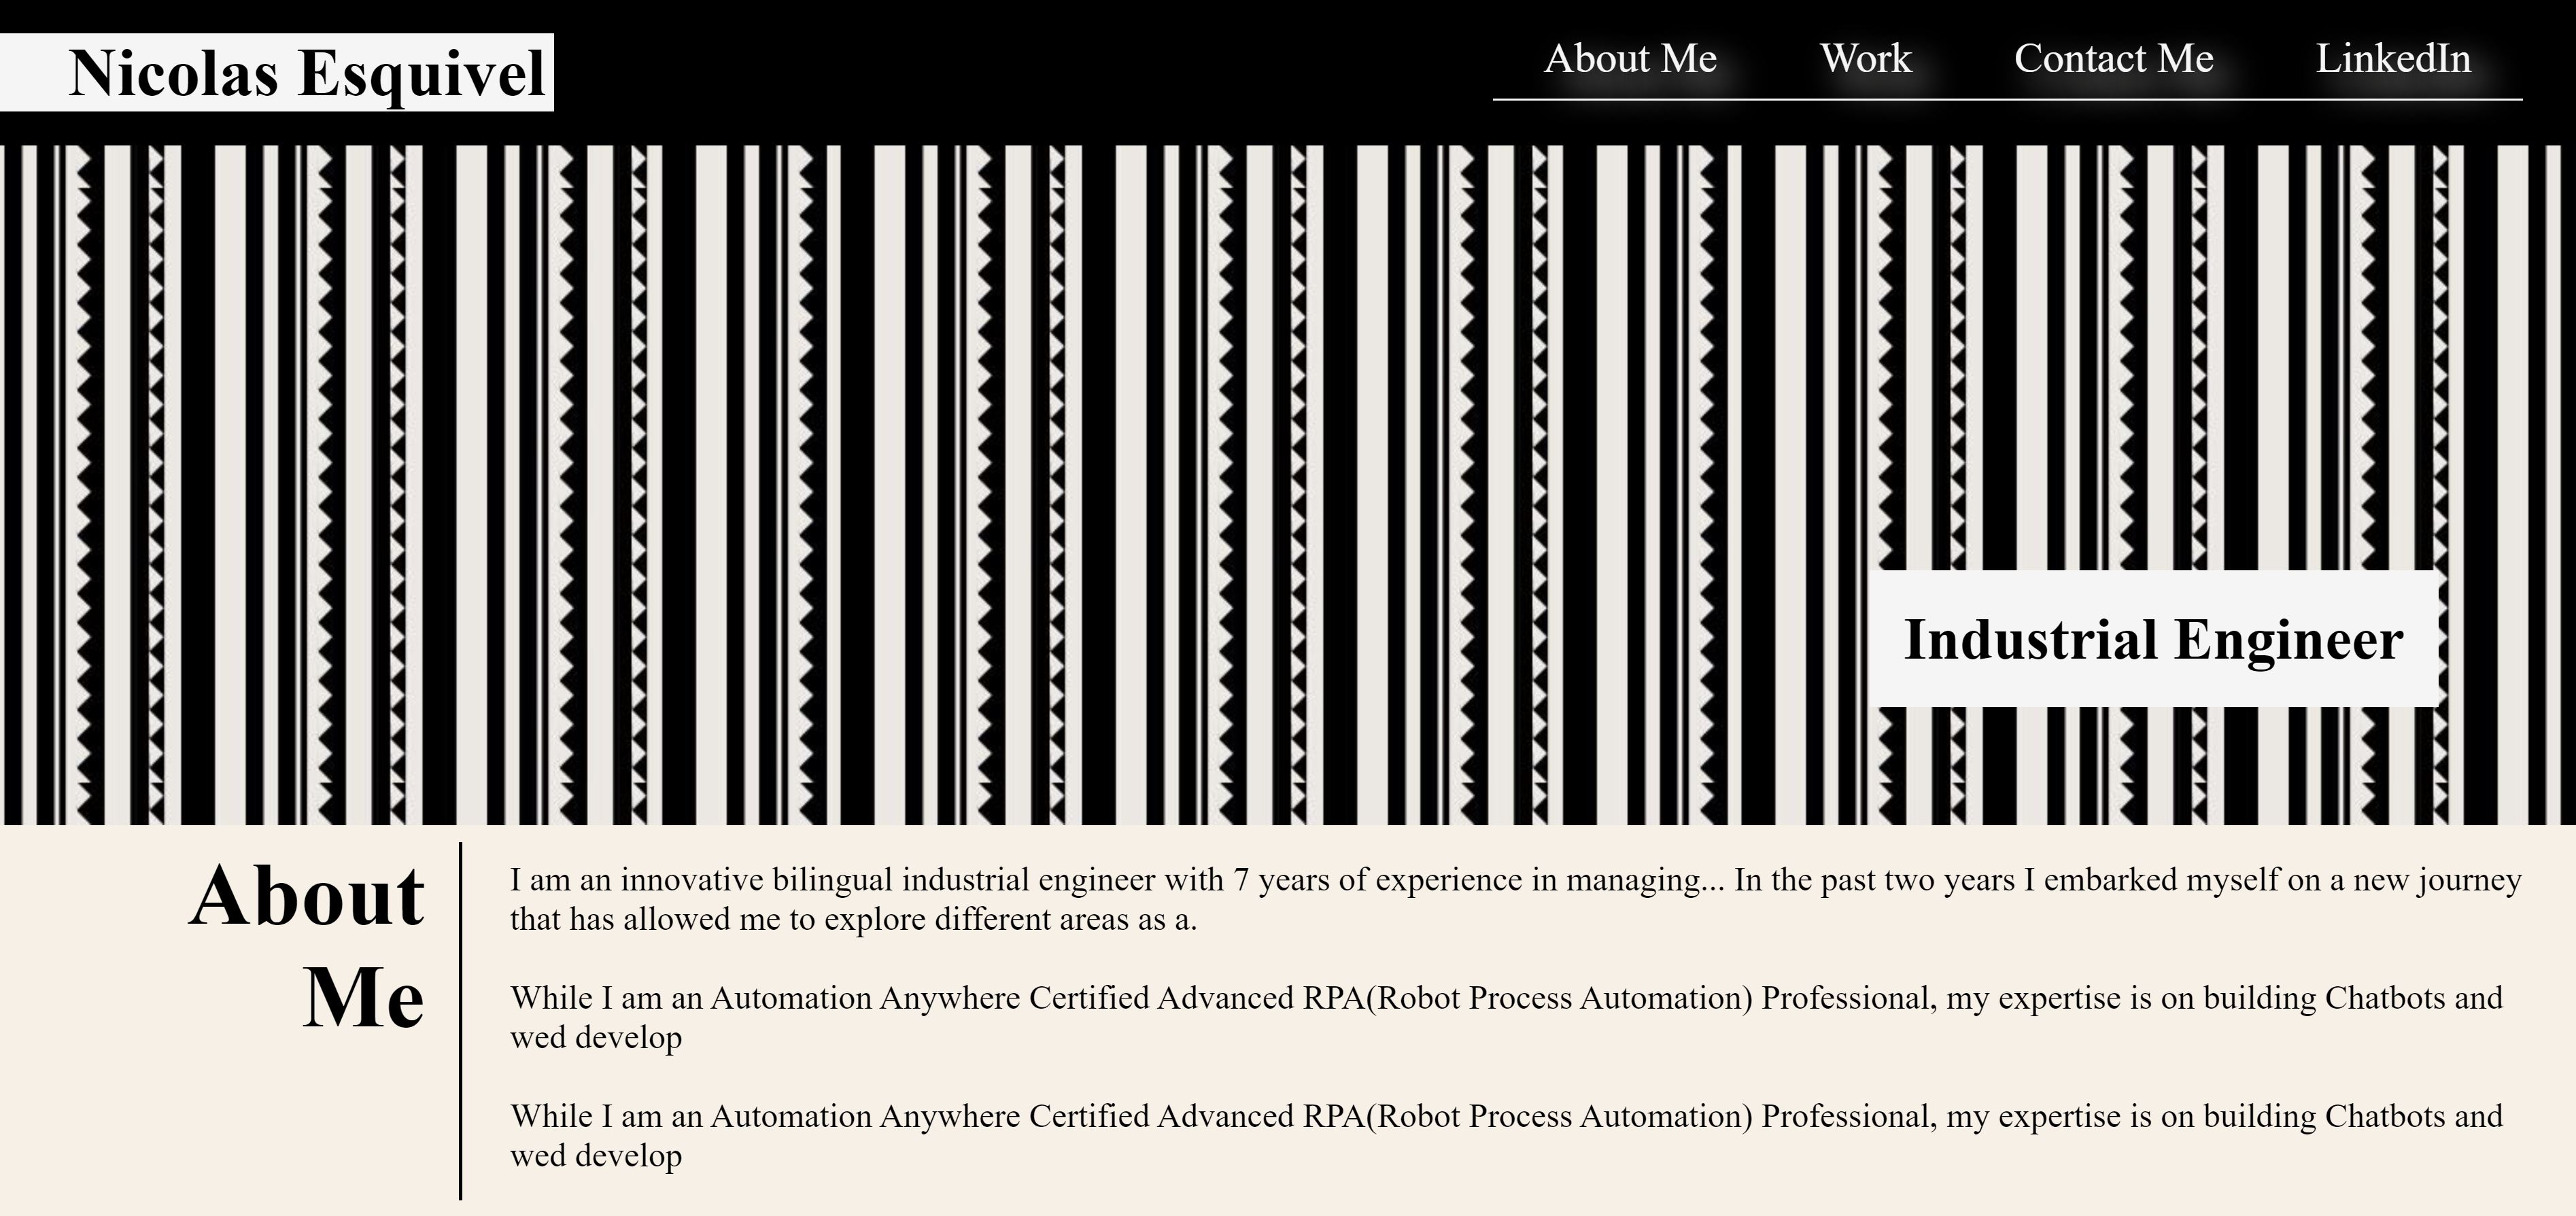 Nicolas Esquivel
About Me
Work
Contact Me
LinkedIn
Industrial Engineer
About
Me
I am an innovative bilingual industrial engineer with 7 years of experience in managing... In the past two years I embarked myself on a new journey
that has allowed me to explore different areas as a.
While I am an Automation Anywhere Certified Advanced RPA(Robot Process Automation) Professional, my expertise is on building Chatbots and
wed develop
While I am an Automation Anywhere Certified Advanced RPA(Robot Process Automation) Professional, my expertise is on building Chatbots and
wed develop